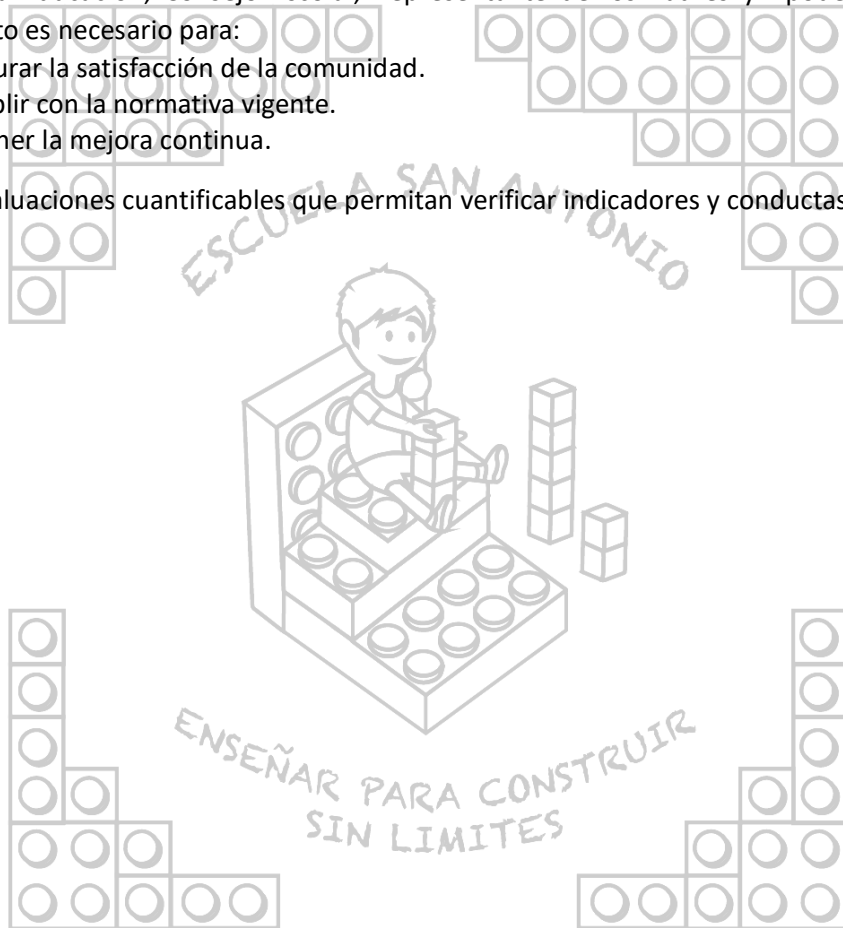 to es necesario para:
urar la satisfacción de la comunidad.
plir con la normativa vigente.
ner la mejora continua.
aluaciones cuantificables que permitan verificar indicadores y conductas
ESCUELA SAN ANTONIO
ENSEÑAR PARA CONSTRUIR
SIN LIMITES